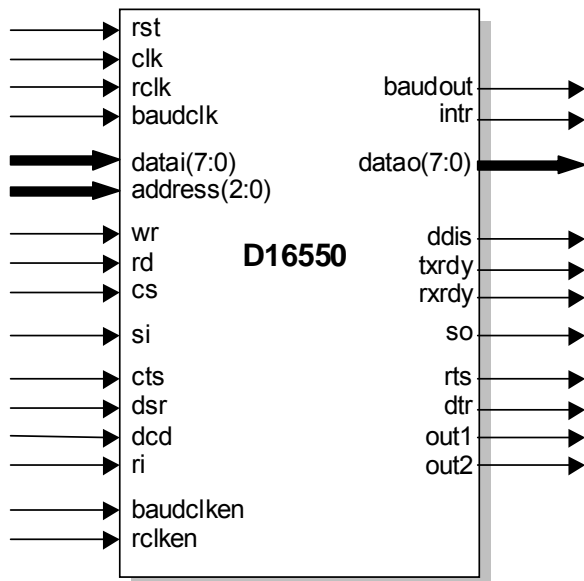 rst
clk
rclk
baudclk
datai(7:0)
address(2:0)
wr
rd
cs
si
cts
dsr
dcd
ri
baudclken
rclken
D16550
baudout
intr
datao(7:0)
ddis
txrdy
rxrdy
so
rts
dtr
out1
out2